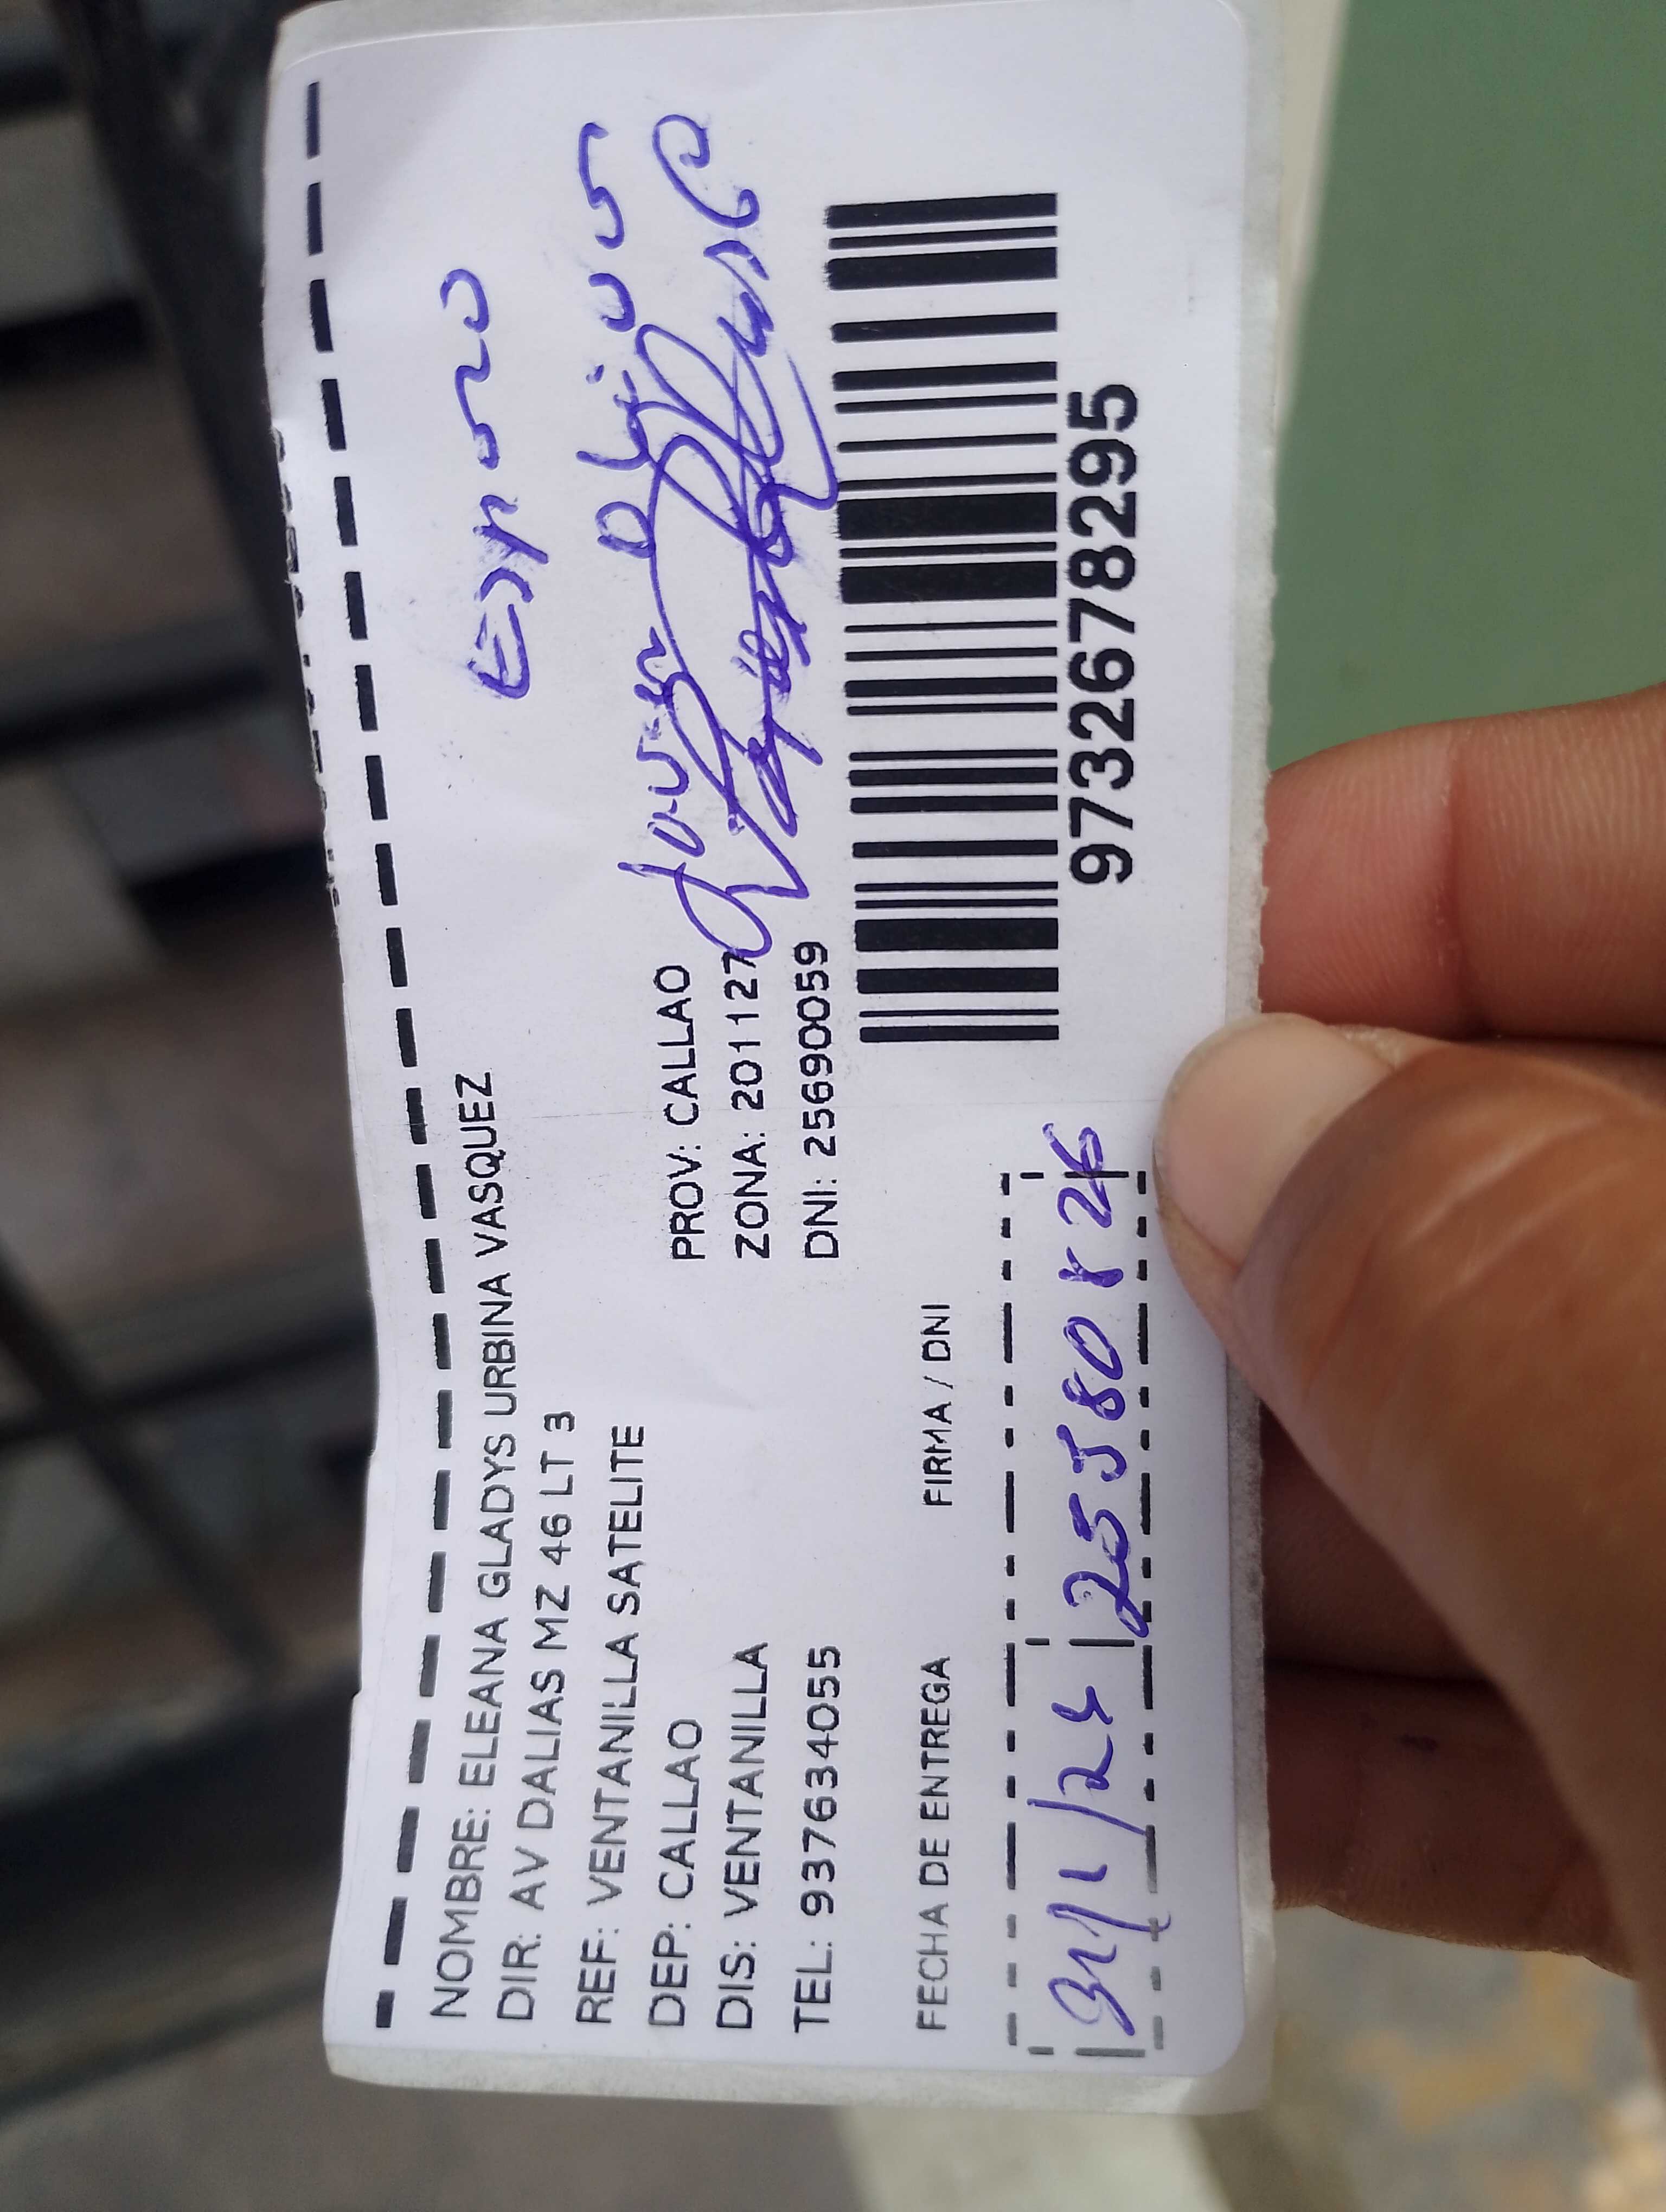 NOMBRE: ELEANA GLADYS URBINA VASQUEZ
DIR: AV DALIAS MZ 46 LT 3
REF: VENTANILLA SATELITE
DEP: CALLAO PROV: CALLAO
DIS: VENTANILLA ZONA: 201127
TEL: 937634055 DNI: 25690059
Esposo
FECHA DE ENTREGA FIRMA / DNI
25580826
9732678295